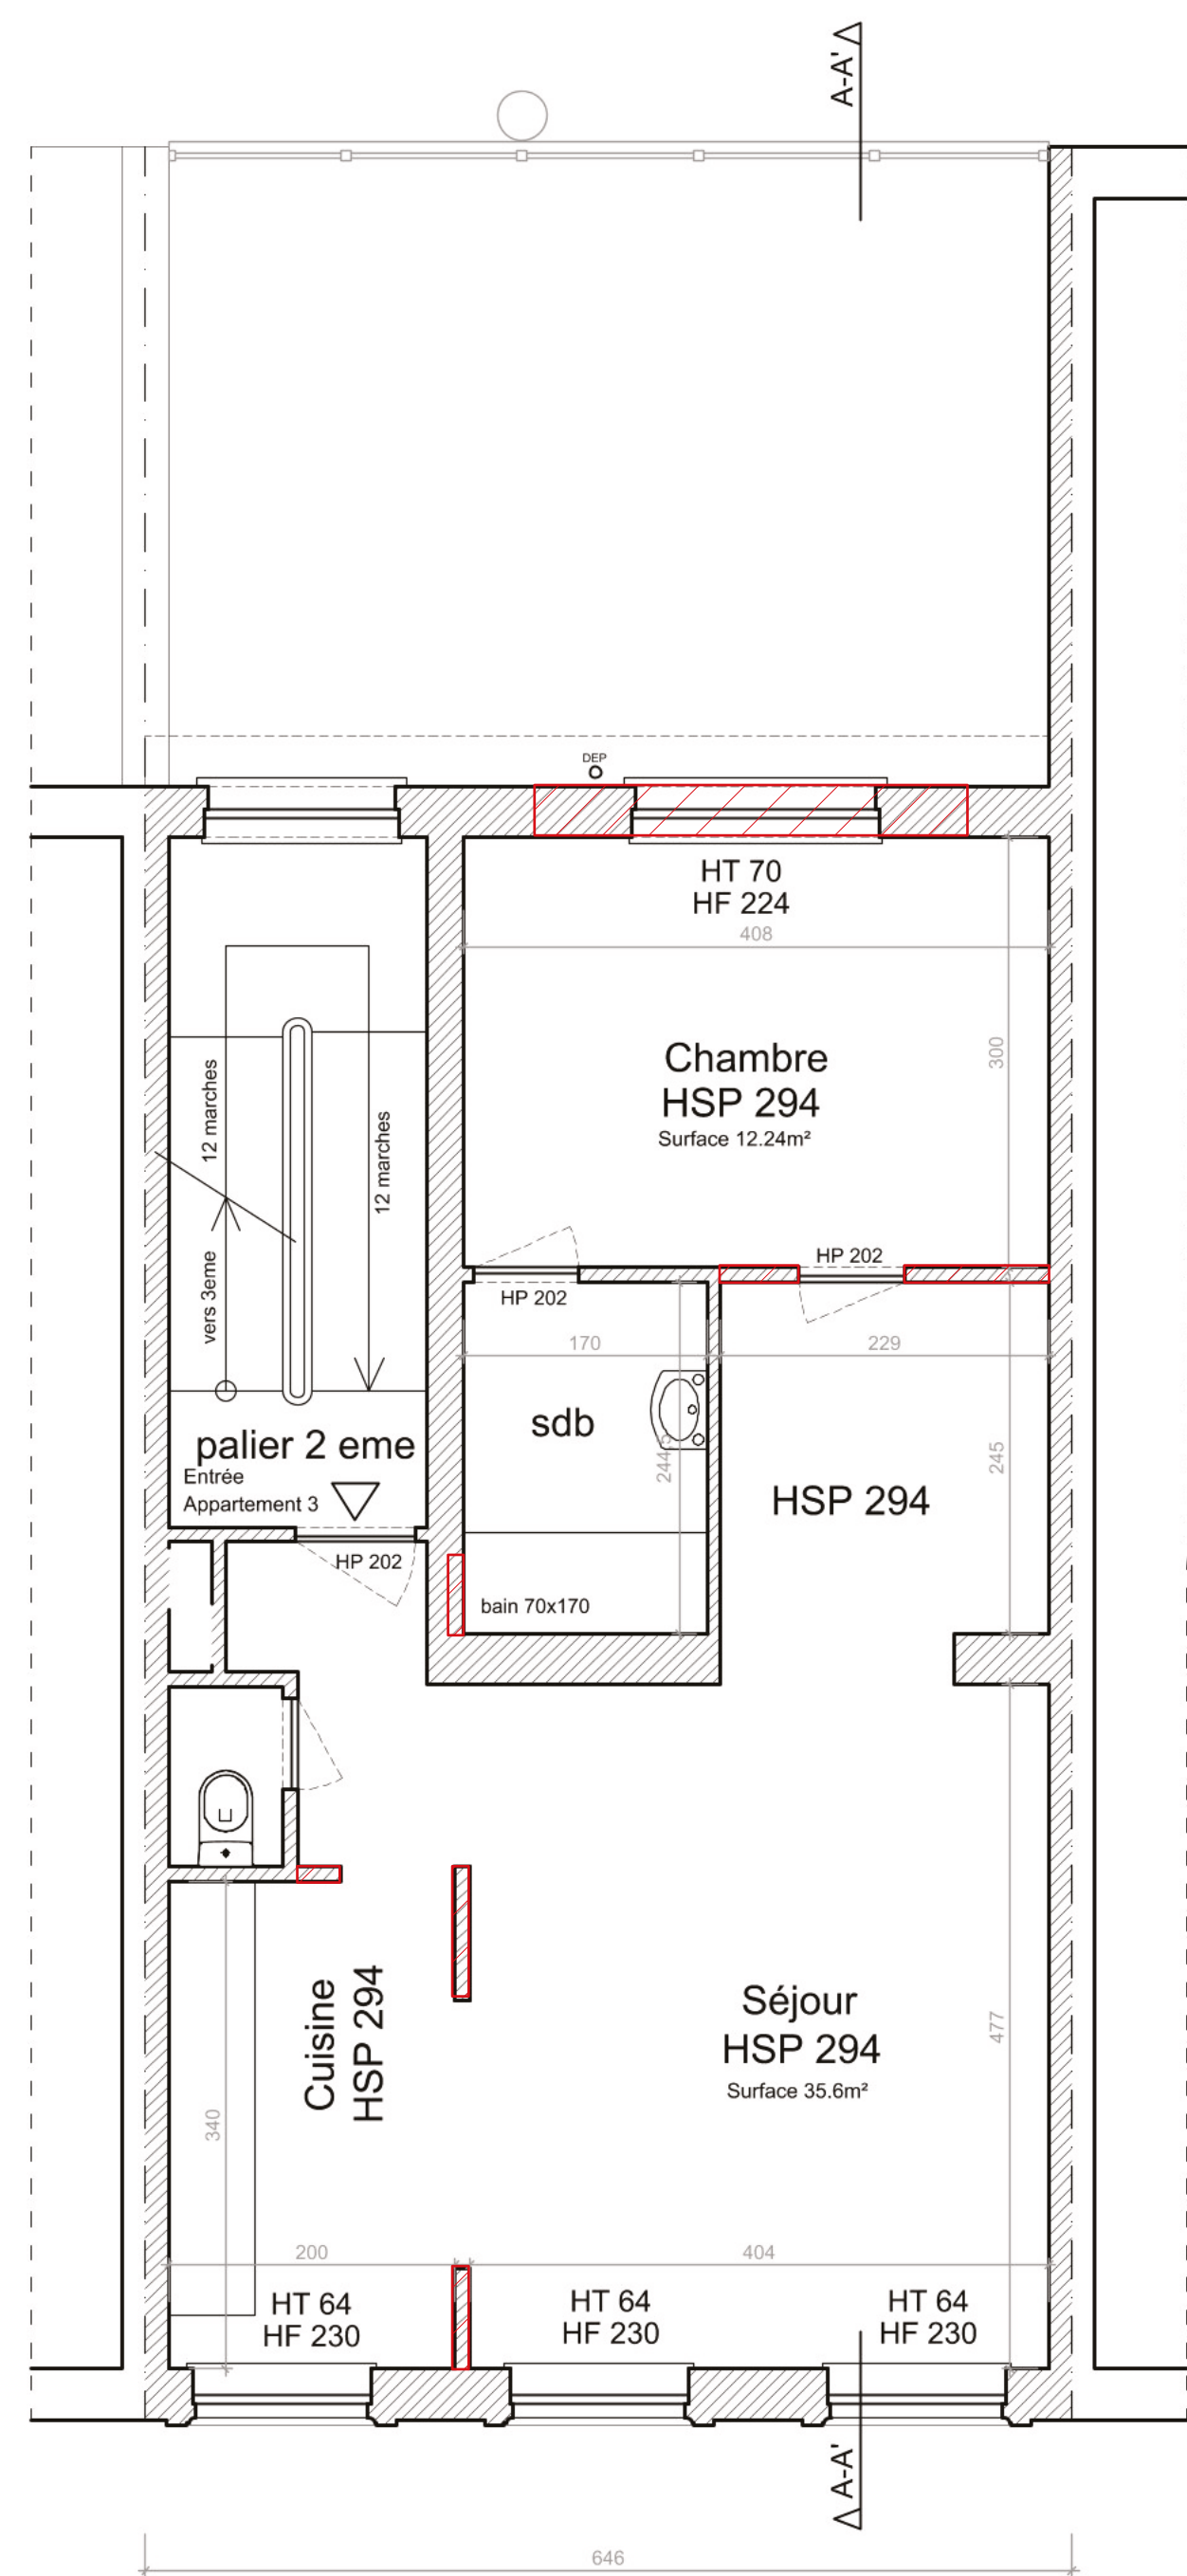 A-A'
DEP
HT 70
HF 224
408
300
Chambre
HSP 294
Surface 12.24m²
12 marches
12 marches
vers 3eme
HP 202
HP 202
170
229
sdb
244.5
245
palier 2 eme
Entrée
Appartement 3
HSP 294
HP 202
bain 70x170
Cuisine
HSP 294
Séjour
HSP 294
Surface 35.6m²
477
340
200
404
HT 64
HF 230
HT 64
HF 230
HT 64
HF 230
A-A'
646